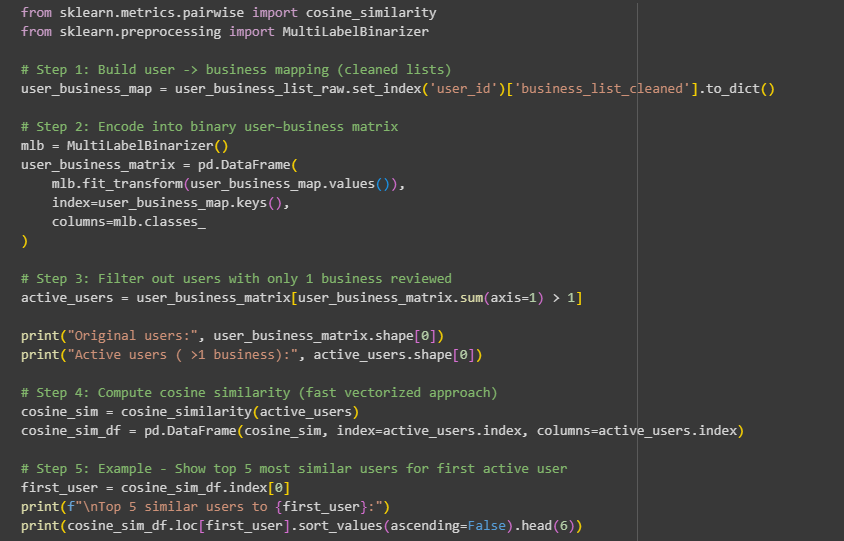 from sklearn.metrics.pairwise import cosine_similarity
from sklearn.preprocessing import MultiLabelBinarizer

# Step 1: Build user -> business mapping (cleaned lists)
user_business_map = user_business_list_raw.set_index('user_id')['business_list_cleaned'].to_dict()

# Step 2: Encode into binary user–business matrix
mlb = MultiLabelBinarizer()
user_business_matrix = pd.DataFrame(
    mlb.fit_transform(user_business_map.values()),
    index=user_business_map.keys(),
    columns=mlb.classes_
)

# Step 3: Filter out users with only 1 business reviewed
active_users = user_business_matrix[user_business_matrix.sum(axis=1) > 1]

print("Original users:", user_business_matrix.shape[0])
print("Active users ( >1 business):", active_users.shape[0])

# Step 4: Compute cosine similarity (fast vectorized approach)
cosine_sim = cosine_similarity(active_users)
cosine_sim_df = pd.DataFrame(cosine_sim, index=active_users.index, columns=active_users.index)

# Step 5: Example - Show top 5 most similar users for first active user
first_user = cosine_sim_df.index[0]
print(f"\nTop 5 similar users to {first_user}:")
print(cosine_sim_df.loc[first_user].sort_values(ascending=False).head(6))